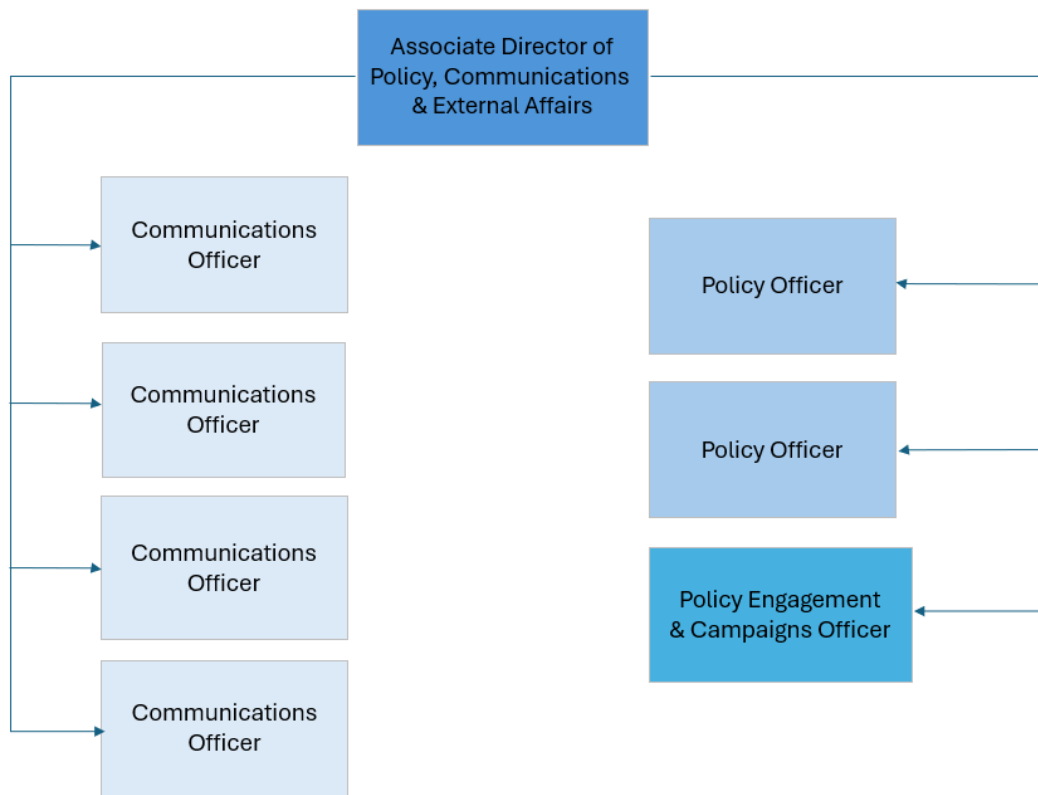 Associate Director of
Policy, Communications
& External Affairs
Communications
Officer
Communications
Officer
Communications
Officer
Communications
Officer
Policy Officer
Policy Officer
Policy Engagement
& Campaigns Officer